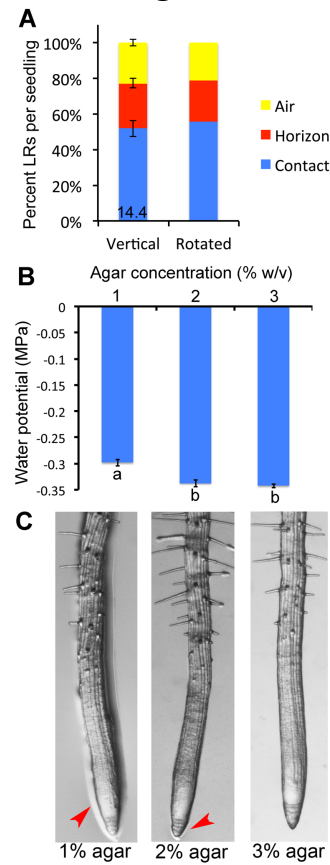 A
Percent LRs per seedling
100%
80%
60%
40%
20%
0%
14.4
Vertical
Rotated
Air
Horizon
Contact
B
Agar concentration (% w/v)
1 2 3
Water potential (MPa)
0
-0.05
-0.1
-0.15
-0.2
-0.25
-0.3
-0.35
a
b
b
C
1% agar
2% agar
3% agar